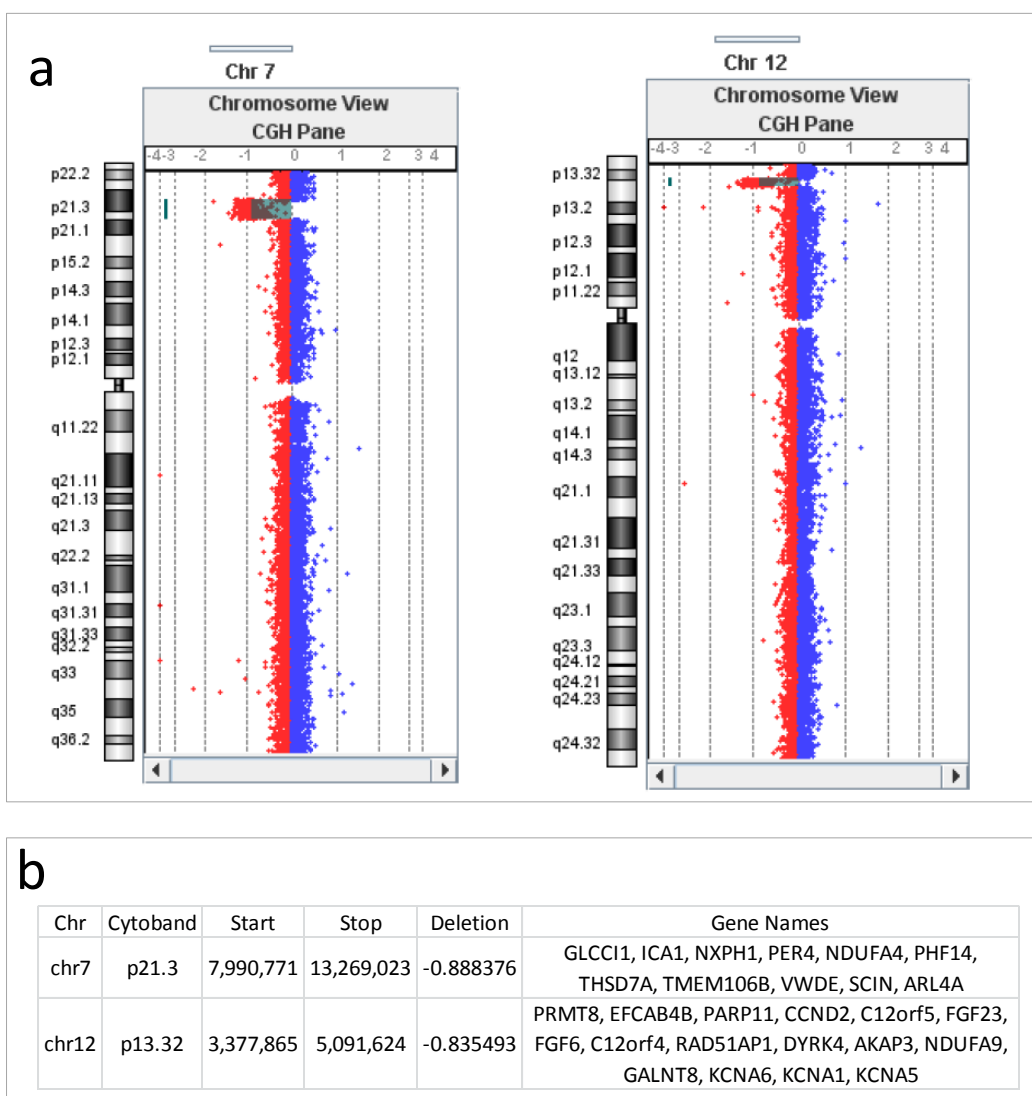 a
Chr 7
Chromosome View
CGH Pane
-4 -3 -2 -1 0 1 2 3 4
p22.2
p21.3
p21.1
p15.2
p14.3
p14.1
p12.3
p12.1
q11.22
q21.11
q21.13
q21.3
q22.2
q31.1
q31.31
q31.33
q32.2
q33
q35
q36.2
Chr 12
Chromosome View
CGH Pane
-4 -3 -2 -1 0 1 2 3 4
p13.32
p13.2
p12.3
p12.1
p11.22
q12
q13.12
q13.2
q14.1
q14.3
q21.1
q21.31
q21.33
q23.1
q23.3
q24.12
q24.21
q24.23
q24.32
b
Chr Cytoband Start Stop Deletion Gene Names
chr7 p21.3 7,990,771 13,269,023 -0.888376 GLCCI1, ICA1, NXPH1, PER4, NDUFA4, PHF14,
THSD7A, TMEM106B, VWDE, SCIN, ARL4A
chr12 p13.32 3,377,865 5,091,624 -0.835493 PRMT8, EFCAB4B, PARP11, CCND2, C12orf5, FGF23,
FGF6, C12orf4, RAD51AP1, DYRK4, AKAP3, NDUFA9,
GALNT8, KCNA6, KCNA1, KCNA5